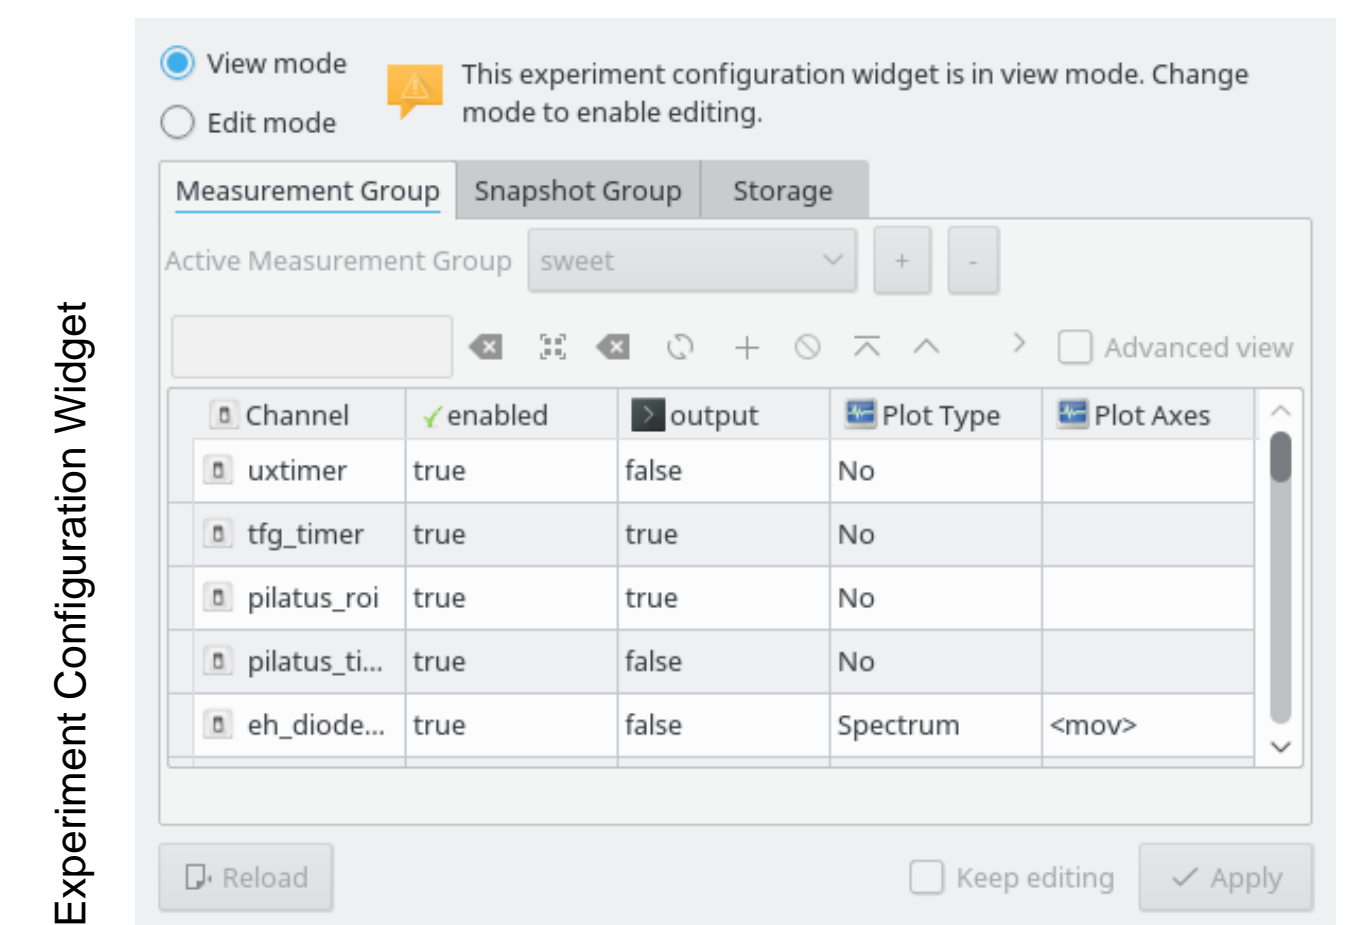 Experiment Configuration Widget
View mode
Edit mode
This experiment configuration widget is in view mode. Change
mode to enable editing.
Measurement Group Snapshot Group Storage
Active Measurement Group sweet + -
Advanced view
Channel enabled output Plot Type Plot Axes
uxtimer true false No
tfg_timer true true No
pilatus_roi true true No
pilatus_ti... true false No
eh_diode... true false Spectrum <mov>
Reload Keep editing Apply